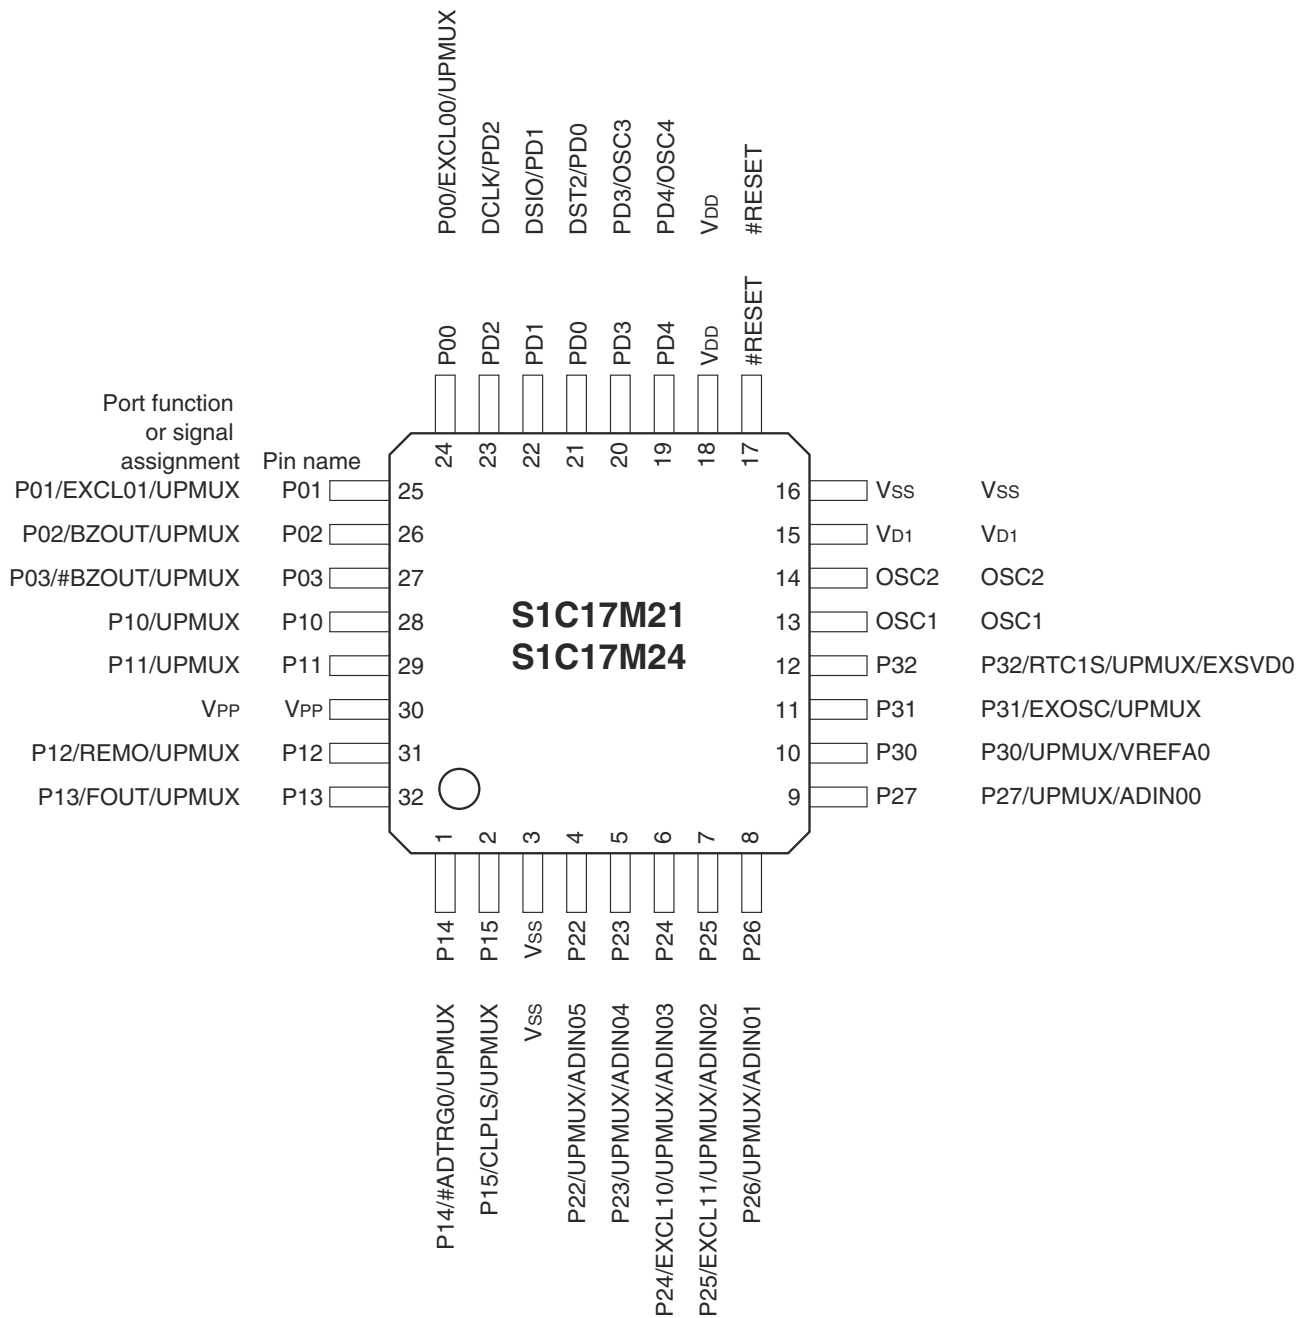 P00/EXCL00/UPMUX
DCLK/PD2
DSIO/PD1
DST2/PD0
PD3/OSC3
PD4/OSC4
VDD
#RESET
P00
PD2
PD1
PD0
PD3
PD4
VDD
#RESET
Port function
or signal
assignment Pin name
24 23 22 21 20 19 18 17
P01/EXCL01/UPMUX P01 25
P02/BZOUT/UPMUX P02 26
P03/#BZOUT/UPMUX P03 27
P10/UPMUX P10 28
P11/UPMUX P11 29
VPP VPP 30
P12/REMO/UPMUX P12 31
P13/FOUT/UPMUX P13 32
S1C17M21
S1C17M24
16 VSS VSS
15 VD1 VD1
14 OSC2 OSC2
13 OSC1 OSC1
12 P32 P32/RTC1S/UPMUX/EXSVD0
11 P31 P31/EXOSC/UPMUX
10 P30 P30/UPMUX/VREFA0
9 P27 P27/UPMUX/ADIN00
1 2 3 4 5 6 7 8
P14
P15
VSS
P22
P23
P24
P25
P26
P14/#ADTRG0/UPMUX
P15/CLPLS/UPMUX
VSS
P22/UPMUX/ADIN05
P23/UPMUX/ADIN04
P24/EXCL10/UPMUX/ADIN03
P25/EXCL11/UPMUX/ADIN02
P26/UPMUX/ADIN01